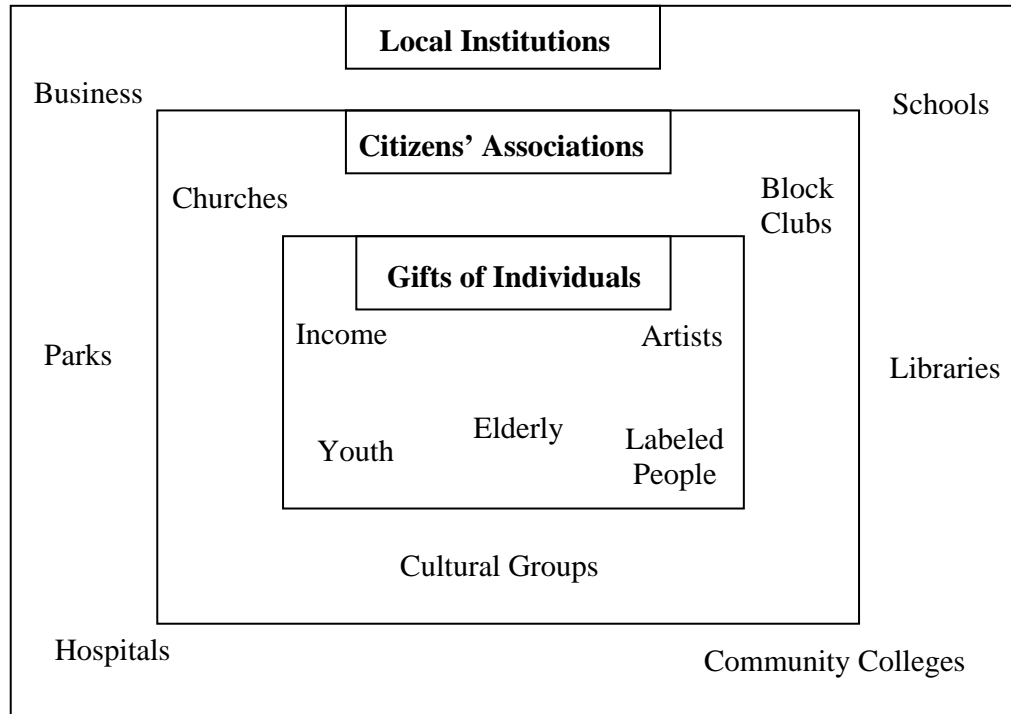 Local Institutions
Business
Schools
Citizens’ Associations
Churches
Block
Clubs
Gifts of Individuals
Income
Artists
Parks
Libraries
Elderly
Youth
Labeled
People
Cultural Groups
Hospitals
Community Colleges